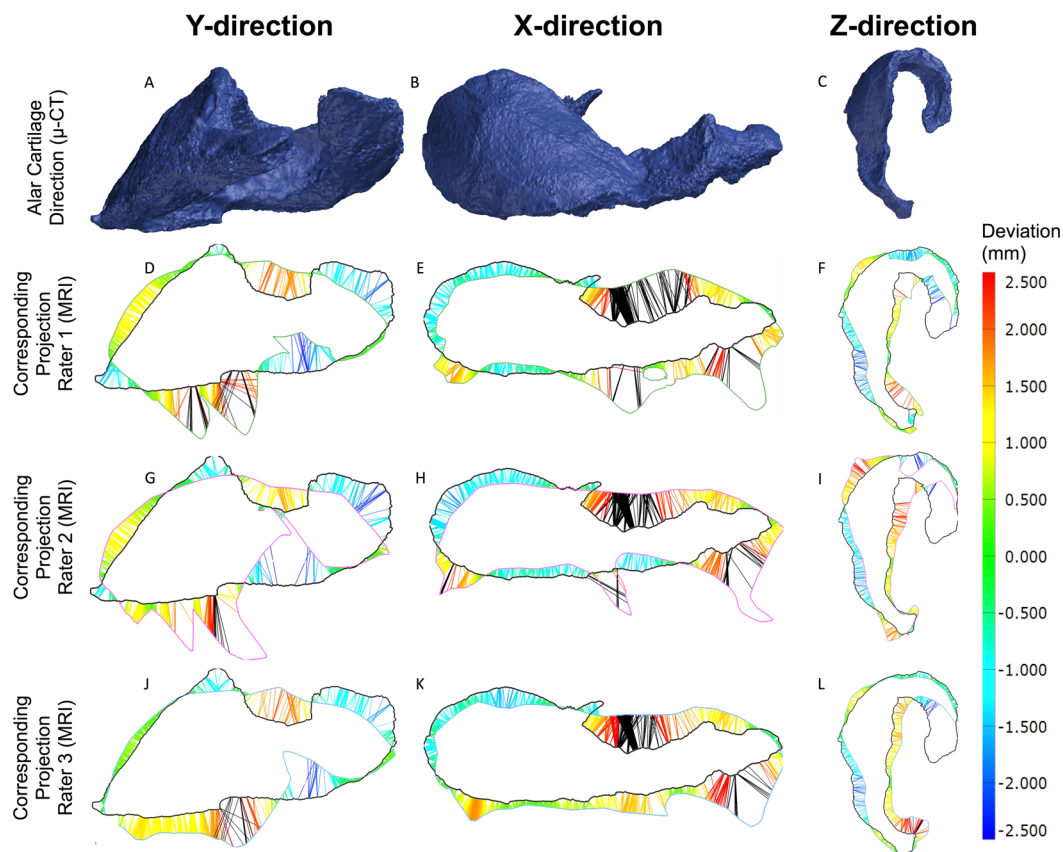 Y-direction
X-direction
Z-direction
A
B
C
Alar Cartilage
Direction (µ-CT)
Deviation
(mm)
D
E
F
Corresponding
Projection
Rater 1 (MRI)
2.500
2.000
1.500
1.000
0.500
0.000
-0.500
-1.000
-1.500
-2.000
-2.500
G
H
I
Corresponding
Projection
Rater 2 (MRI)
J
K
L
Corresponding
Projection
Rater 3 (MRI)